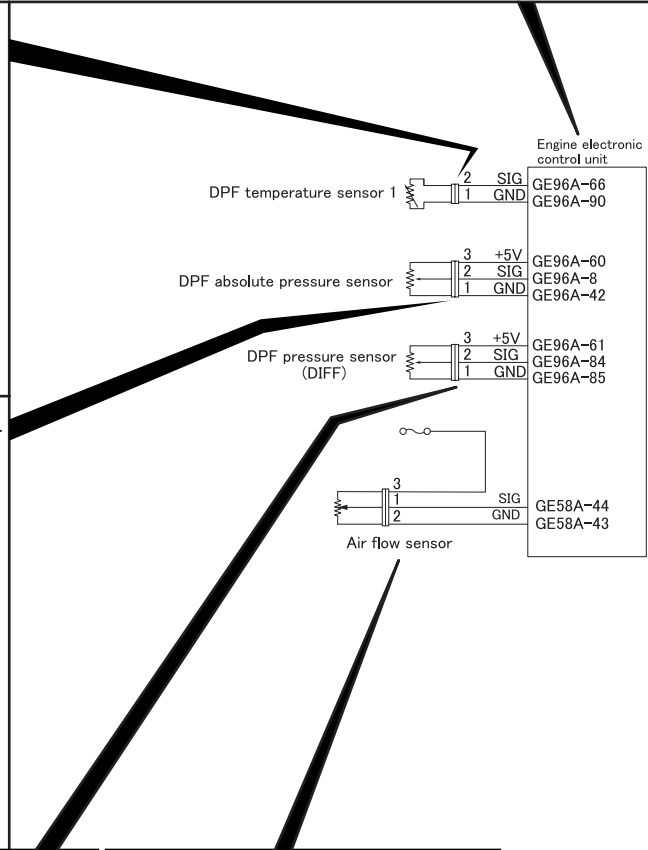 Engine electronic
control unit
DPF temperature sensor 1
2 SIG GE96A-66
1 GND GE96A-90
DPF absolute pressure sensor
3 +5V GE96A-60
2 SIG GE96A-8
1 GND GE96A-42
DPF pressure sensor
(DIFF)
3 +5V GE96A-61
2 SIG GE96A-84
1 GND GE96A-85
3
1 SIG GE58A-44
2 GND GE58A-43
Air flow sensor